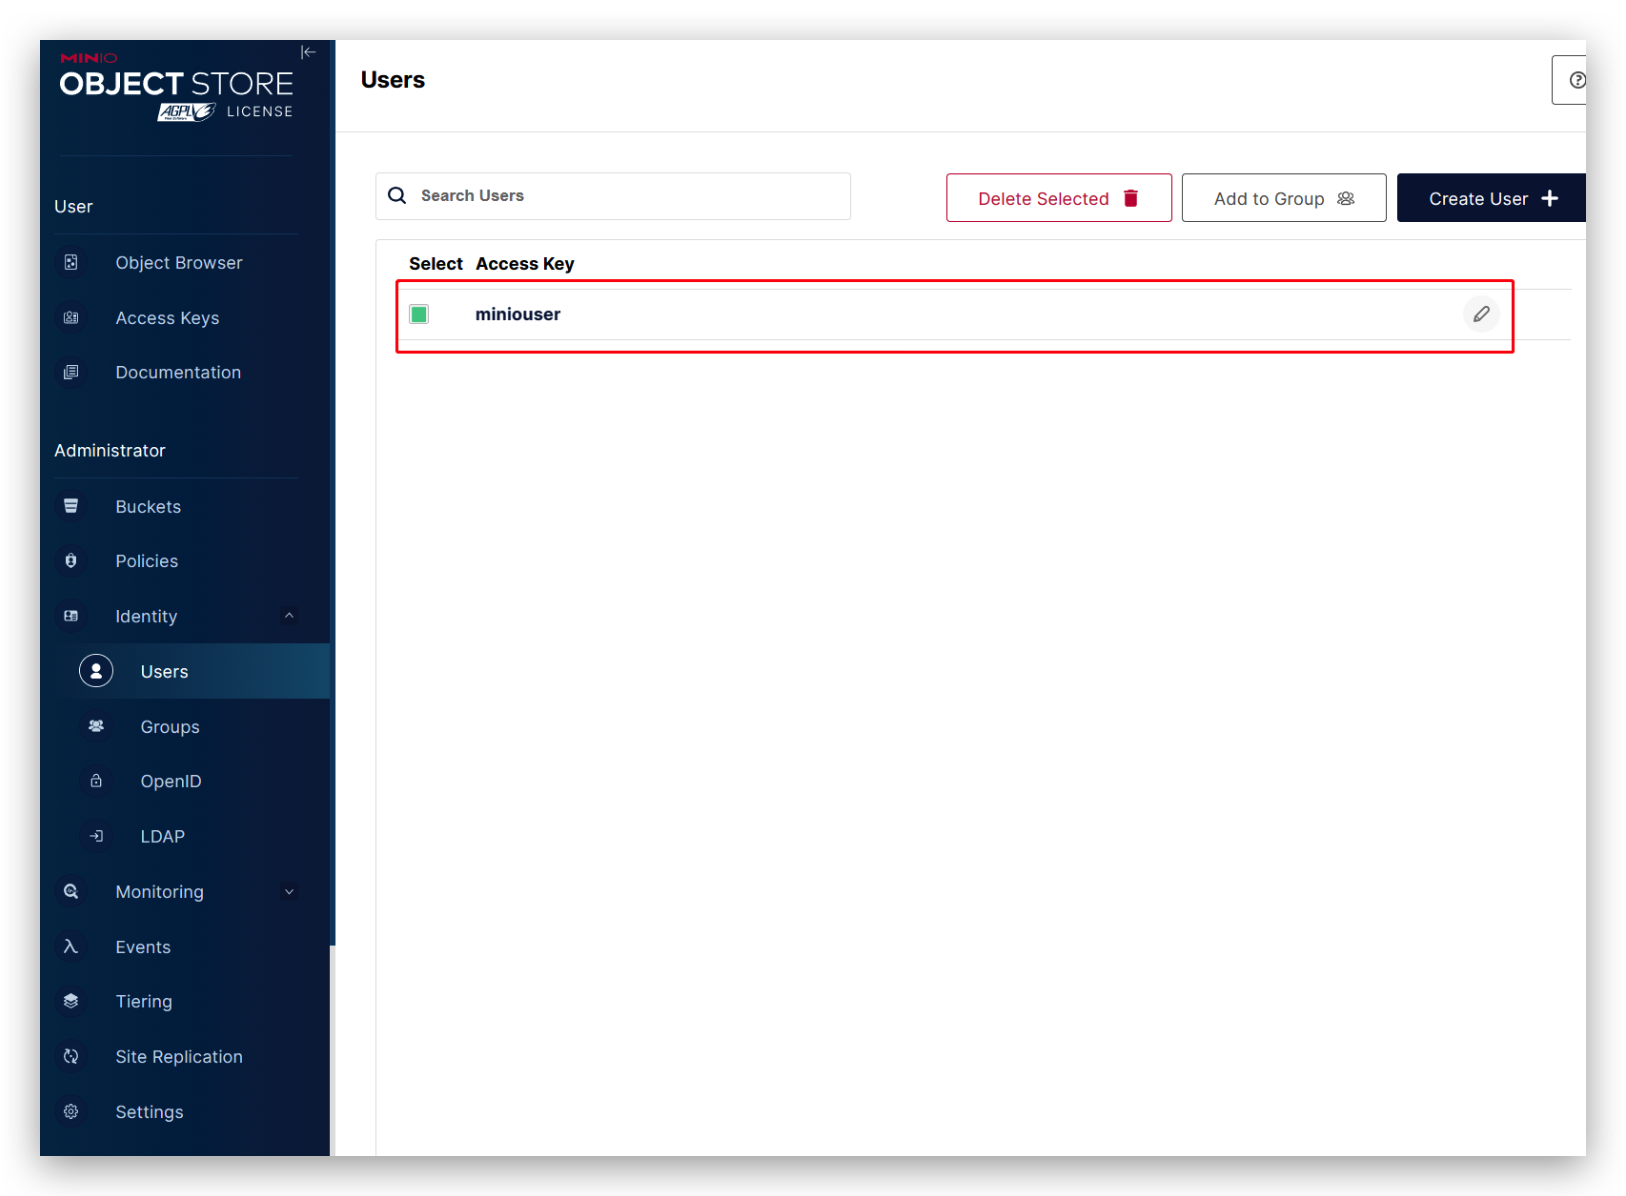 MINIO
OBJECT STORE
AGPLv3 LICENSE
User
Object Browser
Access Keys
Documentation
Administrator
Buckets
Policies
Identity
Users
Groups
OpenID
LDAP
Monitoring
Events
Tiering
Site Replication
Settings
Users
Search Users
Delete Selected
Add to Group
Create User
Select Access Key
miniouser